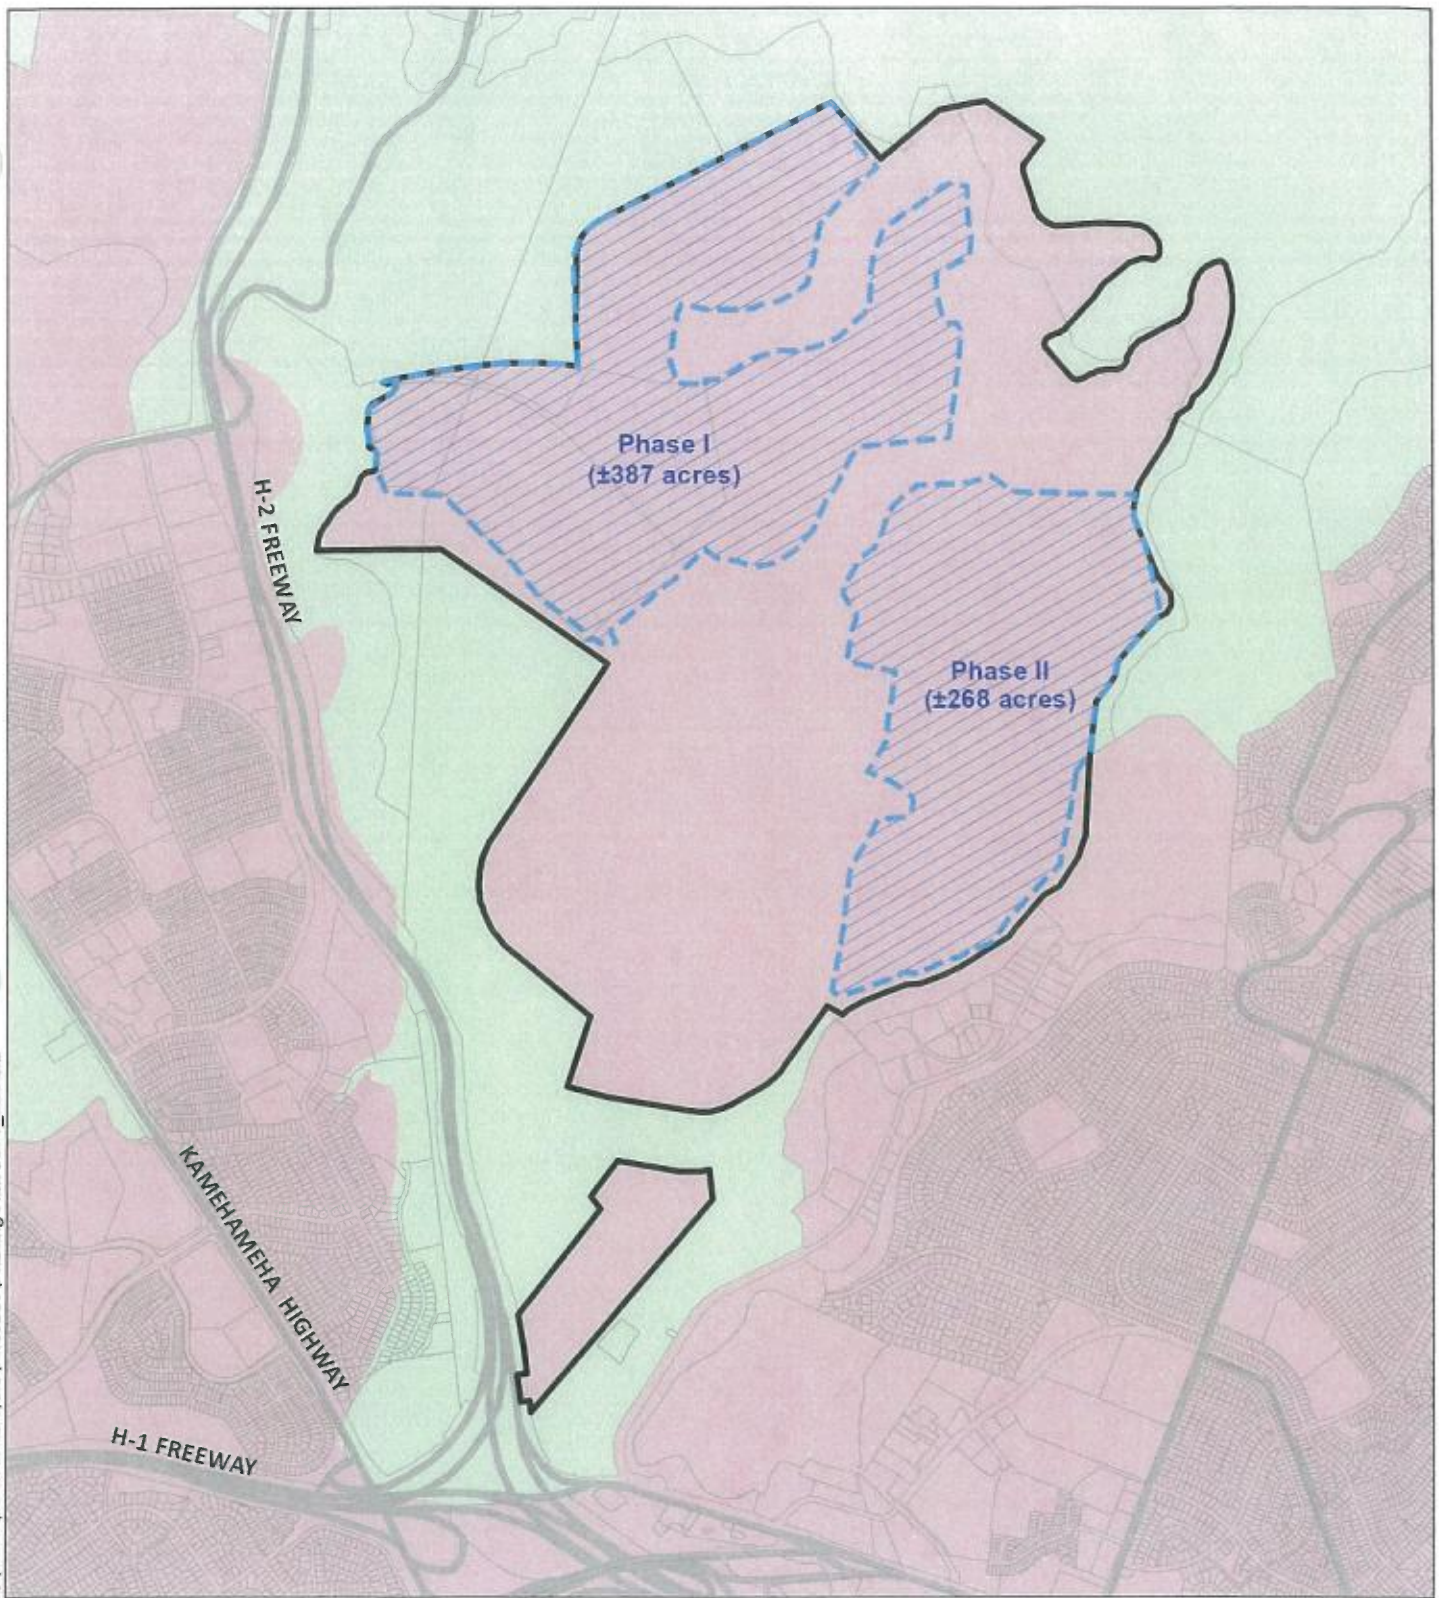 Phase I
(±387 acres)
H-2 FREEWAY
Phase II
(±268 acres)
KAMEHAMEHA HIGHWAY
H-1 FREEWAY